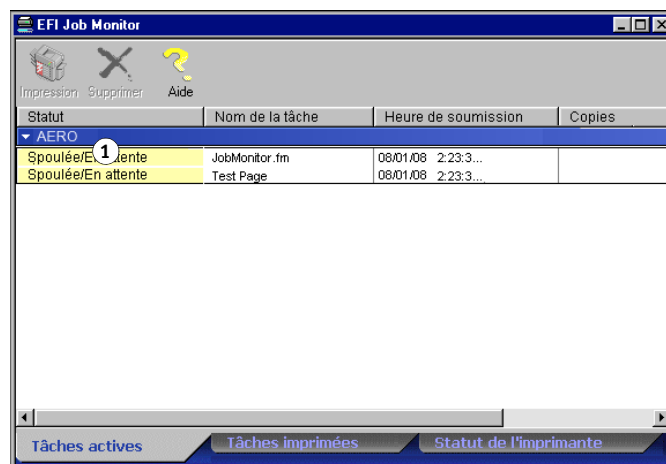 EFI Job Monitor
Impression Supprimer Aide
Statut Nom de la tâche Heure de soumission Copies
AERO
1
Spoulée/En attente JobMonitor.fm 08/01/08 2:23:3...
Spoulée/En attente Test Page 08/01/08 2:23:3...
Tâches actives Tâches imprimées Statut de l'imprimante